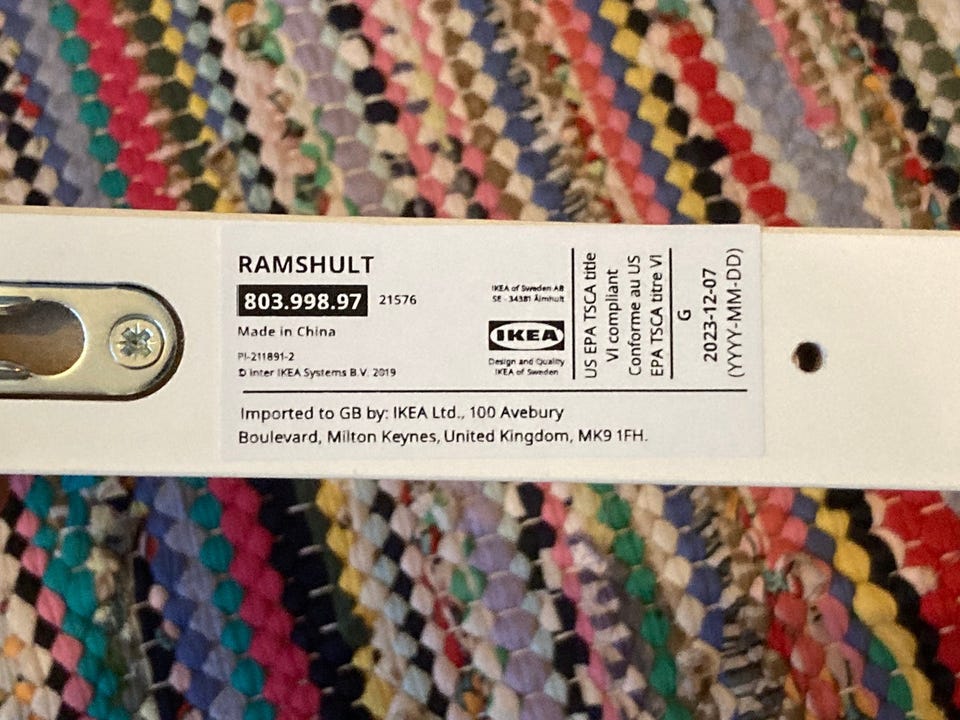 RAMSHULT
803.998.97 21576
Made in China
PI-211891-2
© Inter IKEA Systems B.V. 2019
IKEA of Sweden AB
SE - 34381 Älmhult
IKEA
Design and Quality
IKEA of Sweden
US EPA TSCA title
VI compliant
Conforme au US
EPA TSCA titre VI
G
2023-12-07
(YYYY-MM-DD)
Imported to GB by: IKEA Ltd., 100 Avebury
Boulevard, Milton Keynes, United Kingdom, MK9 1FH.